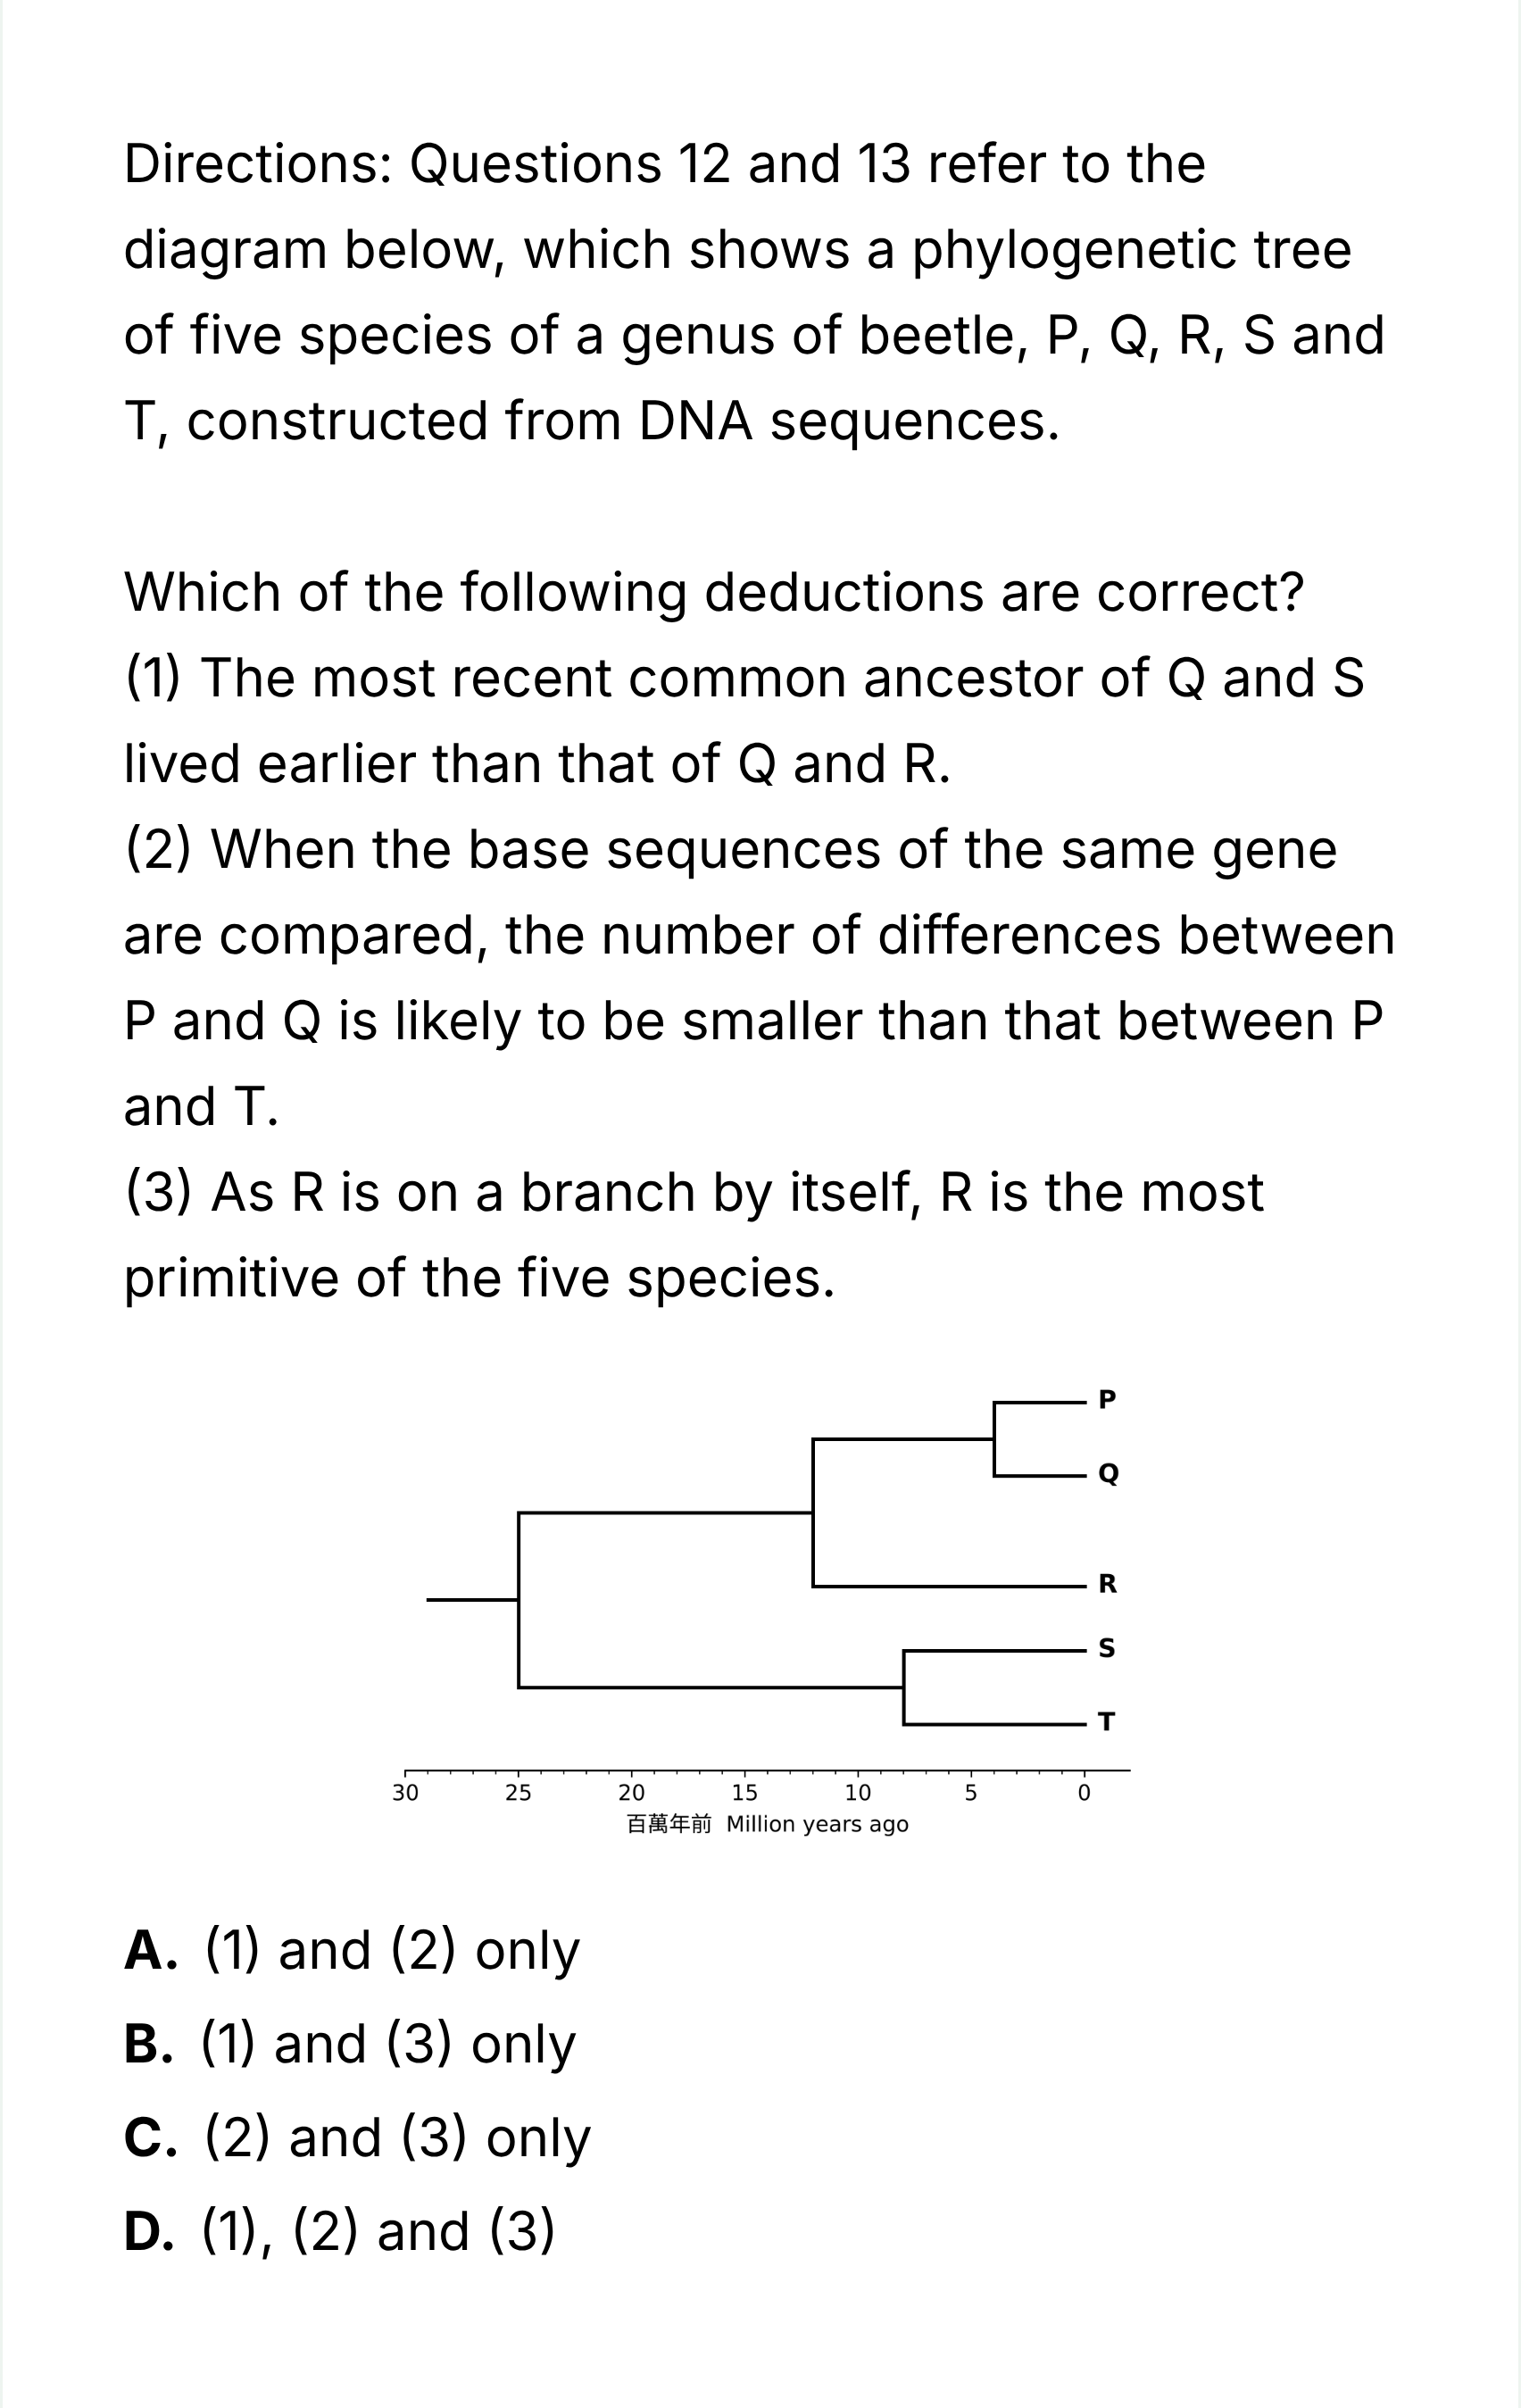 Directions: Questions 12 and 13 refer to the
diagram below, which shows a phylogenetic tree
of five species of a genus of beetle, P, Q, R, S and
T, constructed from DNA sequences.
Which of the following deductions are correct?
(1) The most recent common ancestor of Q and S
lived earlier than that of Q and R.
(2) When the base sequences of the same gene
are compared, the number of differences between
P and Q is likely to be smaller than that between P
and T.
(3) As R is on a branch by itself, R is the most
primitive of the five species.
P
Q
R
S
T
30 25 20 15 10 5 0
百萬年前 Million years ago
A. (1) and (2) only
B. (1) and (3) only
C. (2) and (3) only
D. (1), (2) and (3)